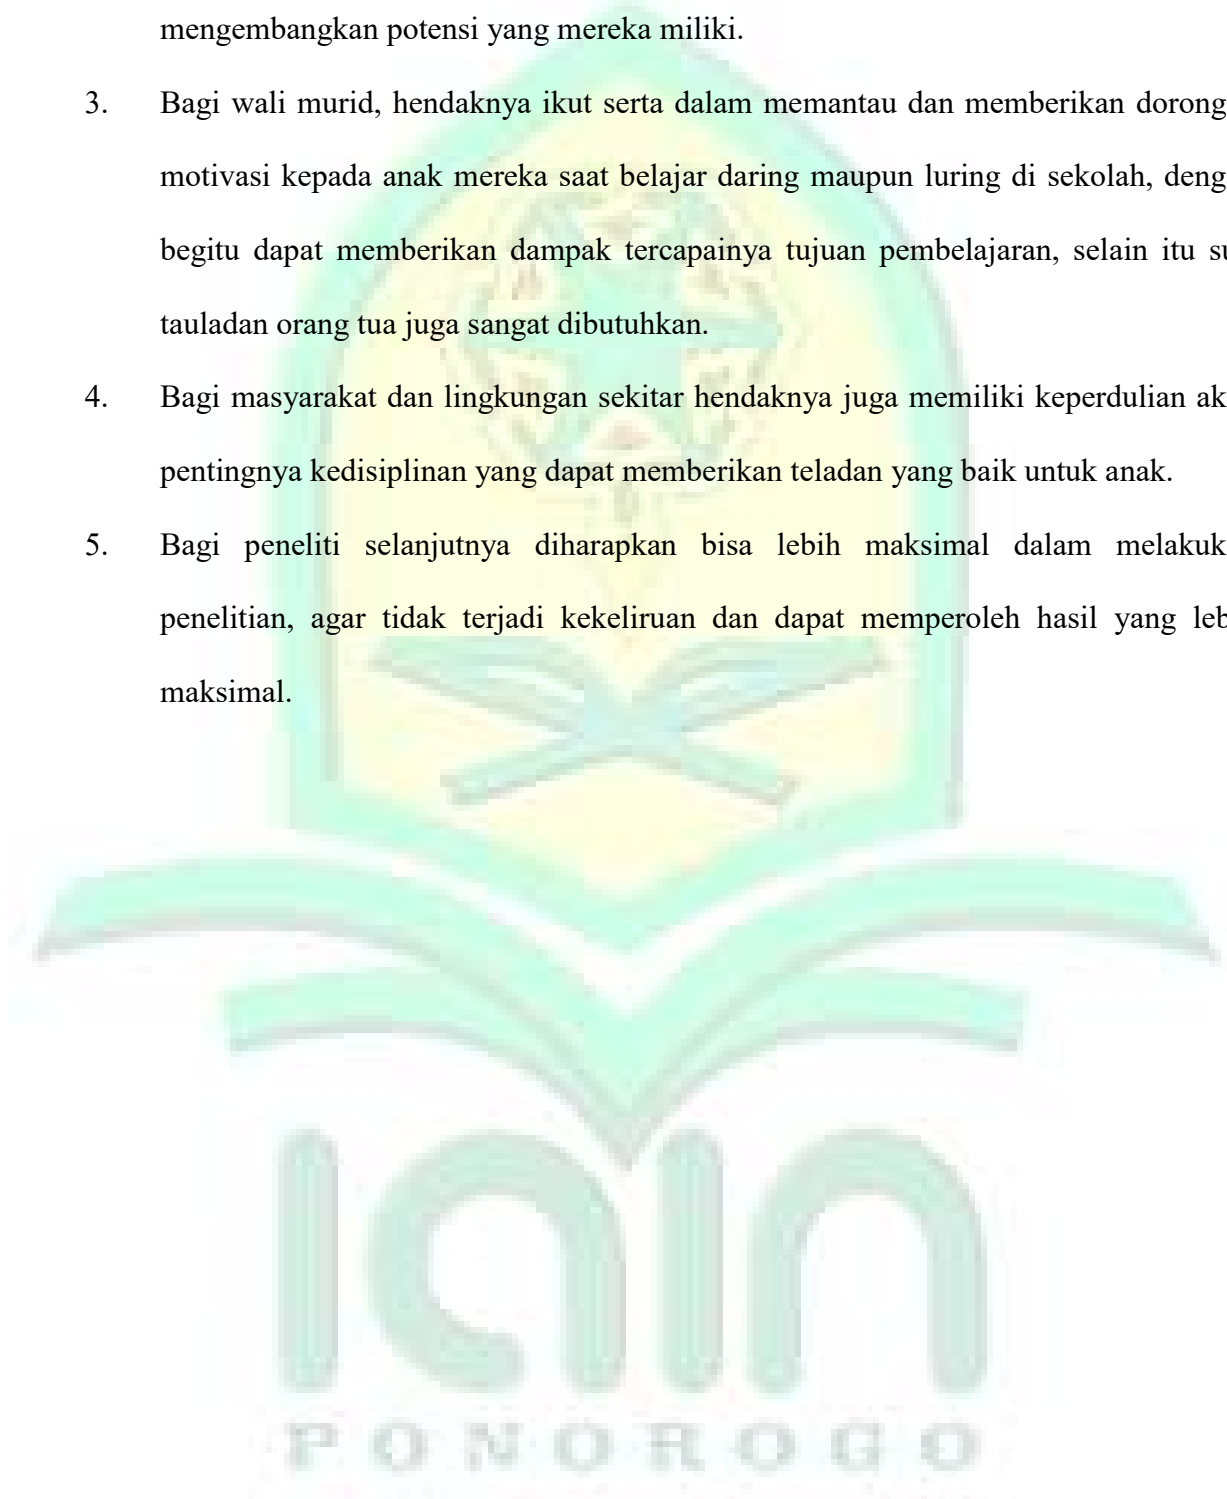 mengembangkan potensi yang mereka miliki.
3. Bagi wali murid, hendaknya ikut serta dalam memantau dan memberikan dorong
motivasi kepada anak mereka saat belajar daring maupun luring di sekolah, deng
begitu dapat memberikan dampak tercapainya tujuan pembelajaran, selain itu su
tauladan orang tua juga sangat dibutuhkan.
4. Bagi masyarakat dan lingkungan sekitar hendaknya juga memiliki keperdulian ak
pentingnya kedisiplinan yang dapat memberikan teladan yang baik untuk anak.
5. Bagi peneliti selanjutnya diharapkan bisa lebih maksimal dalam melakuk
penelitian, agar tidak terjadi kekeliruan dan dapat memperoleh hasil yang leb
maksimal.
iain
PONOROGO